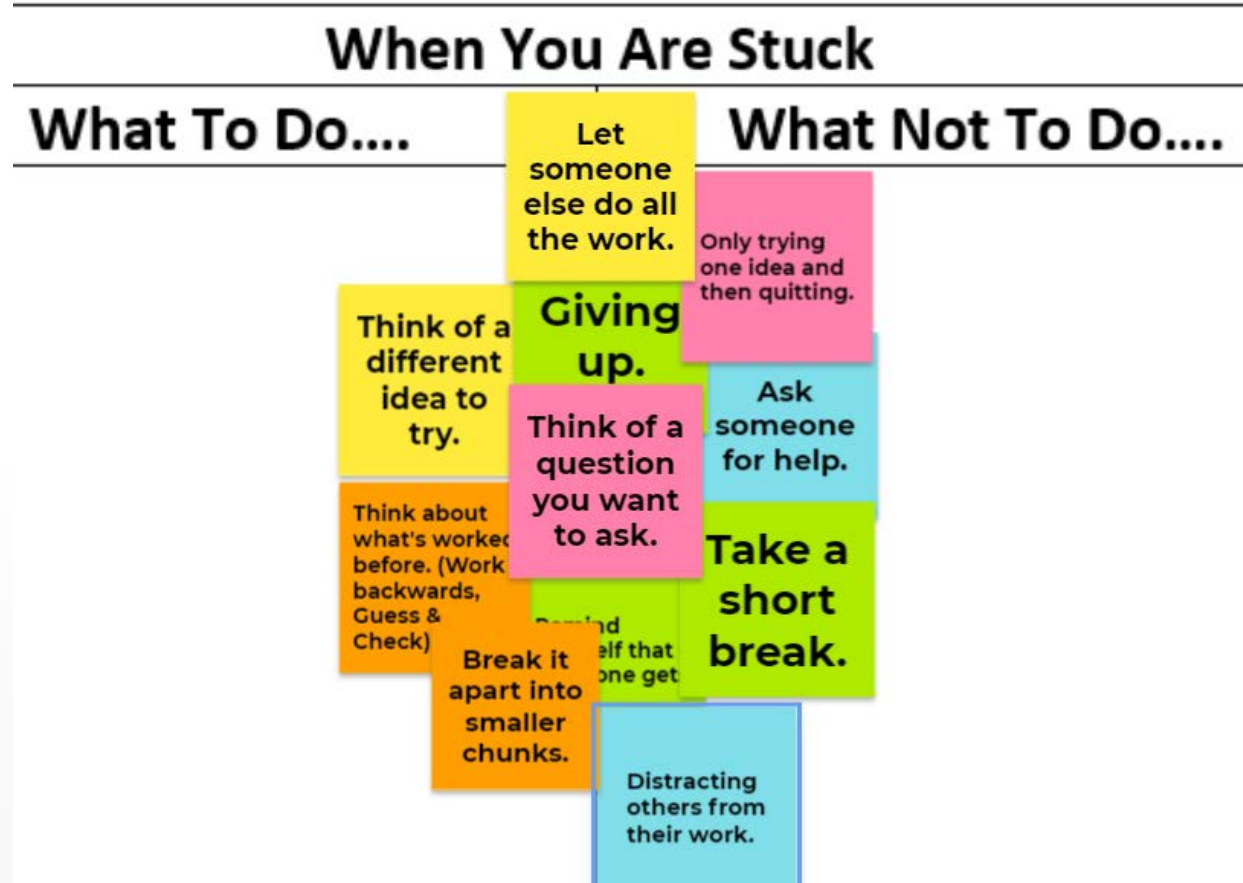 When You Are Stuck
What To Do....
What Not To Do....
Let
someone
else do all
the work.
Only trying
one idea and
then quitting.
Giving
up.
Think of a
different
idea to
try.
Ask
someone
for help.
Think of a
question
you want
to ask.
Think about
what's worked
before. (Work
backwards,
Guess &
Check)
Take a
short
break.
that
get
Break it
apart into
smaller
chunks.
Distracting
others from
their work.